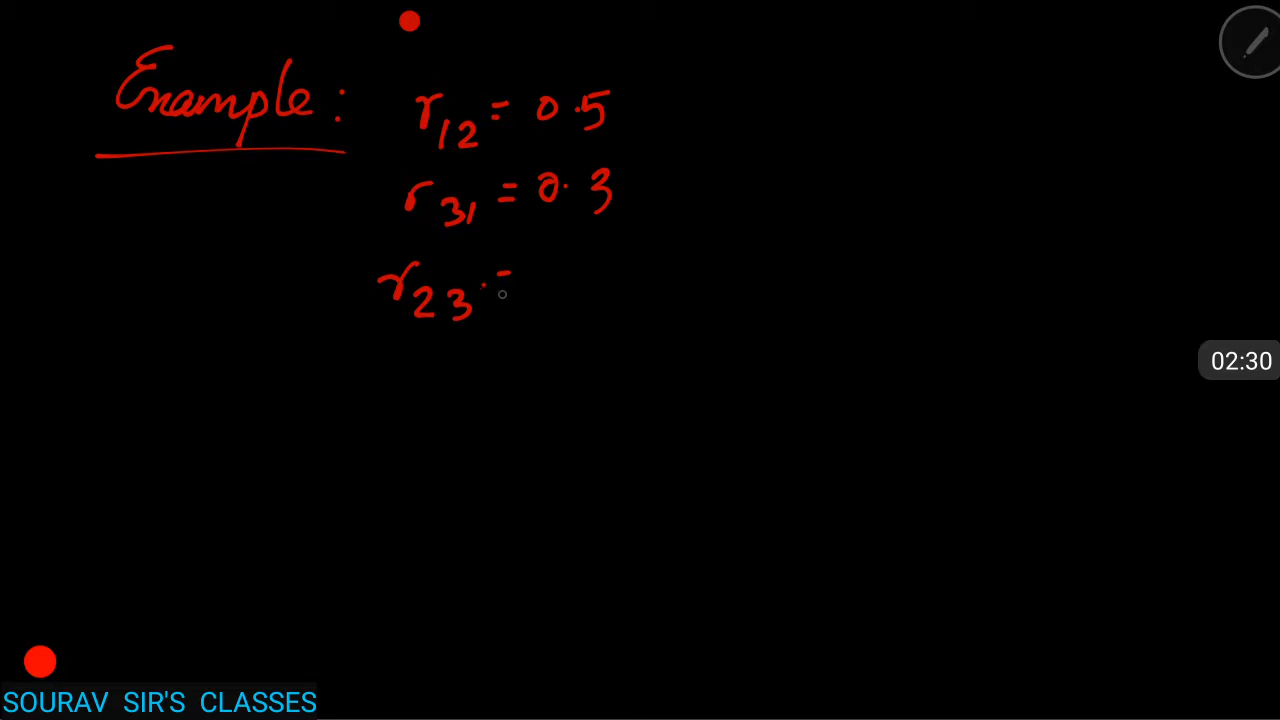 Example:
r12 = 0.5
r31 = 0.3
r23 =
02:30
SOURAV SIR'S CLASSES